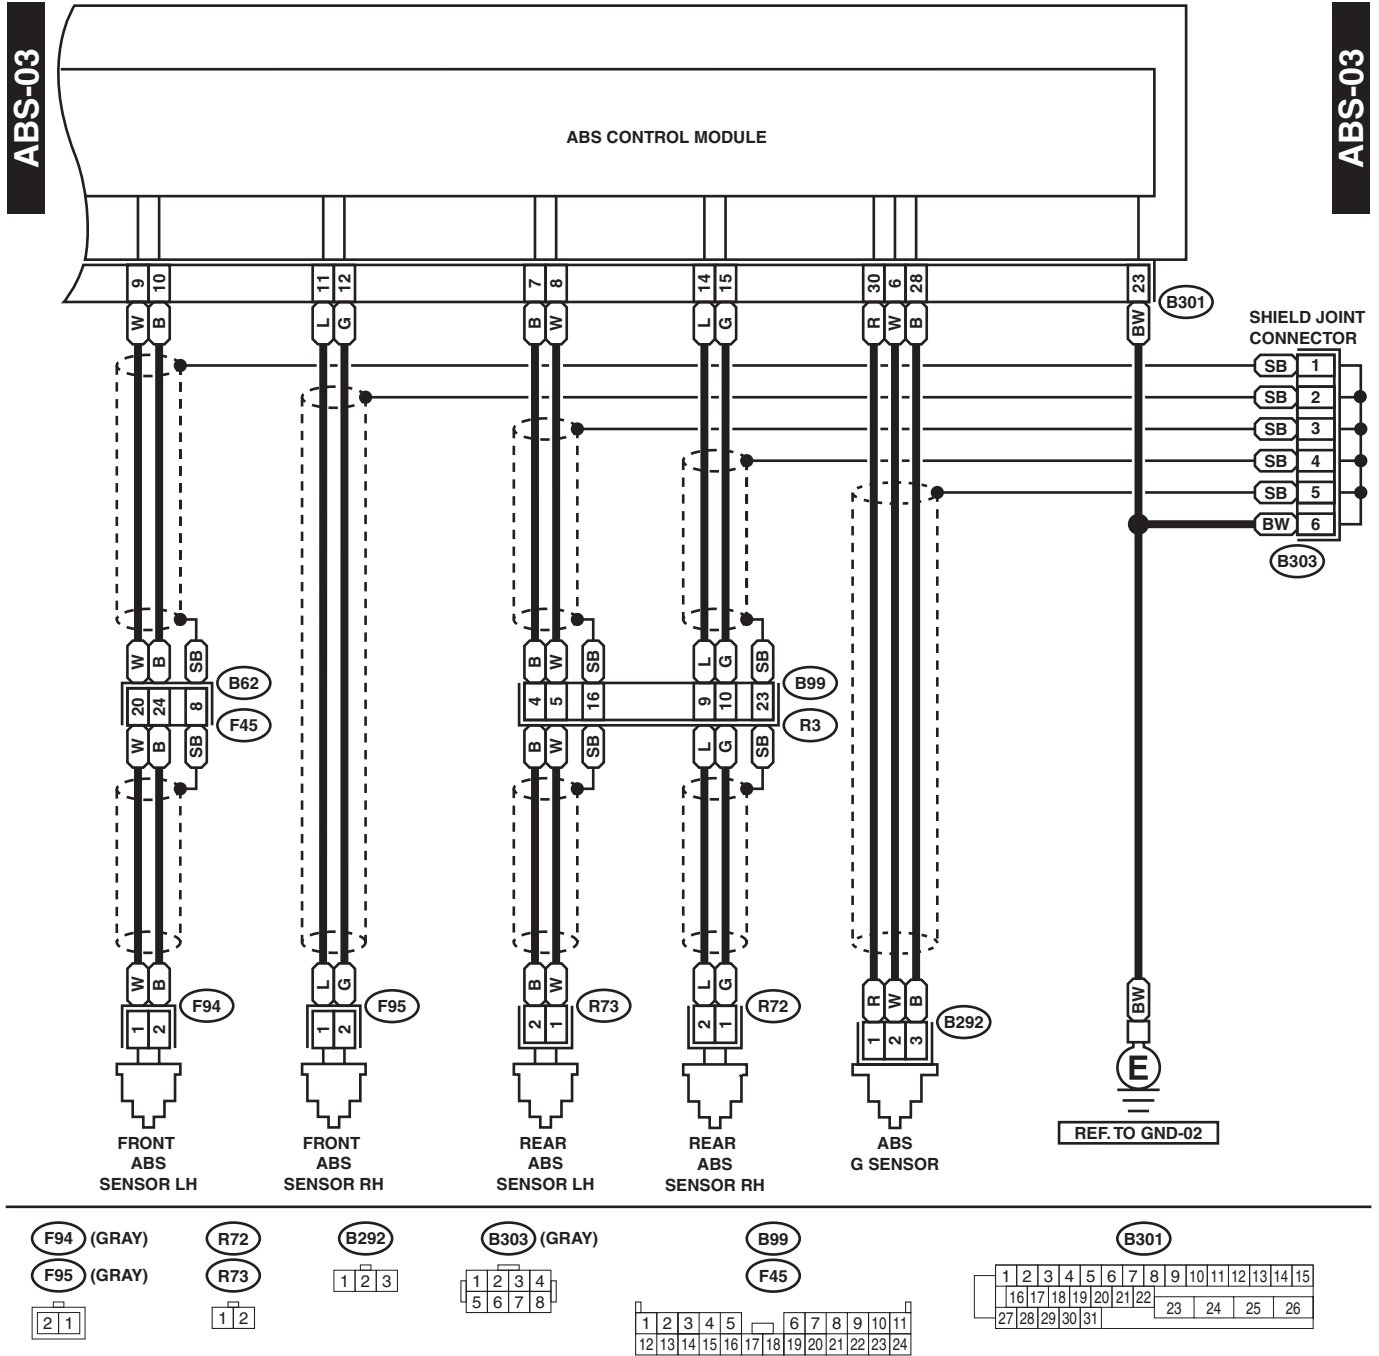 ABS-03
ABS-03
ABS CONTROL MODULE
9 10 11 12 7 8 14 15 30 6 28 23
B301
W B L G B W L G R W B BW
SHIELD JOINT
CONNECTOR
SB 1
SB 2
SB 3
SB 4
SB 5
BW 6
B303
W B SB B W SB L G SB
B62
B99
20 24 8 4 5 16 9 10 23
F45
R3
W B SB B W SB L G SB
W B L G B W L G R W B BW
F94
F95
R73
R72
B292
1 2 1 2 2 1 2 1 1 2 3
E
REF. TO GND-02
FRONT
ABS
SENSOR LH
FRONT
ABS
SENSOR RH
REAR
ABS
SENSOR LH
REAR
ABS
SENSOR RH
ABS
G SENSOR
F94 (GRAY)
F95 (GRAY)
2 1
R72
R73
1 2
B292
1 2 3
B303 (GRAY)
1 2 3 4
5 6 7 8
B99
F45
1 2 3 4 5 6 7 8 9 10 11
12 13 14 15 16 17 18 19 20 21 22 23 24
B301
1 2 3 4 5 6 7 8 9 10 11 12 13 14 15
16 17 18 19 20 21 22 23 24 25 26
27 28 29 30 31